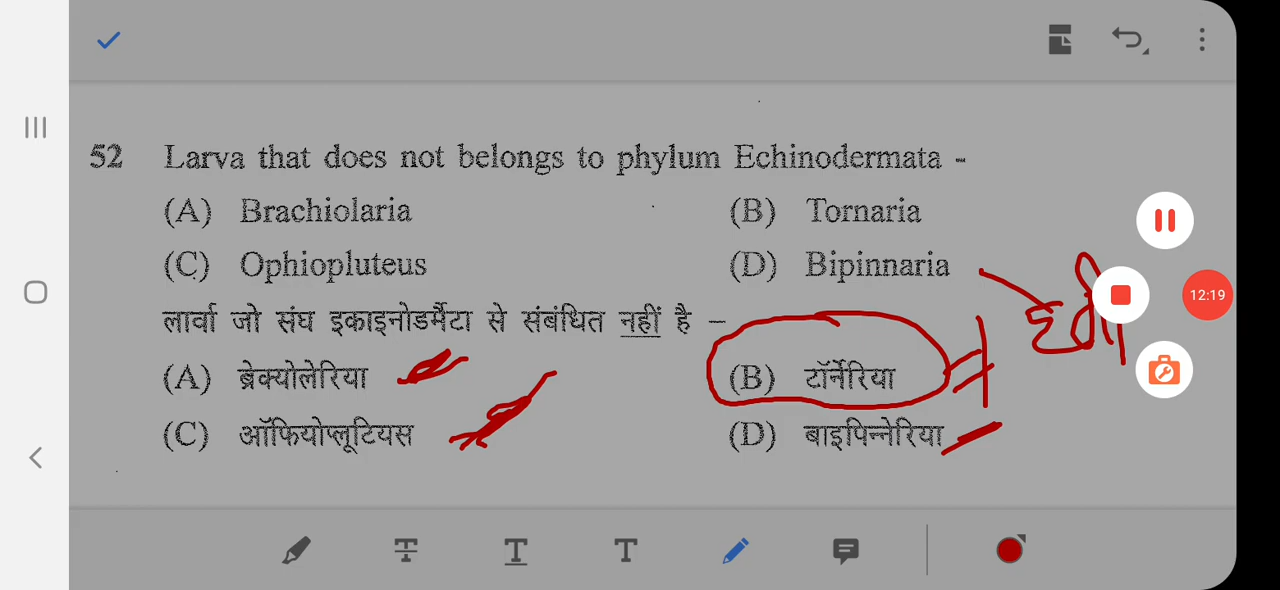 52 Larva that does not belongs to phylum Echinodermata -
(A) Brachiolaria (B) Tornaria
(C) Ophiopluteus (D) Bipinnaria
लार्वा जो संघ इकाइनोडर्मेटा से संबंधित नहीं है –
(A) ब्रेक्योलेरिया (B) टॉर्नेरिया
(C) ऑफियोप्लूटियस (D) बाइपिन्नेरिया
12:19
T T T